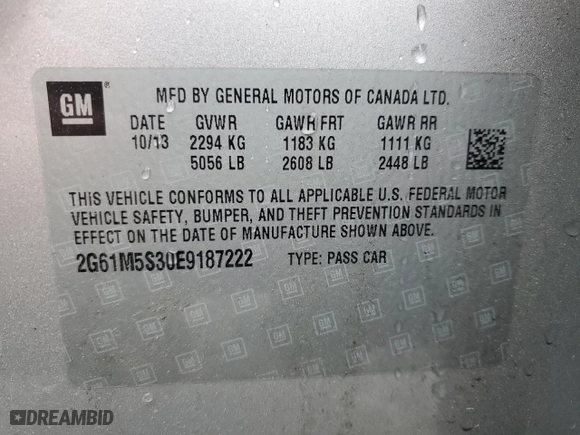 GM
MFD BY GENERAL MOTORS OF CANADA LTD.
DATE GVWR GAWR FRT GAWR RR
10/13 2294 KG 1183 KG 1111 KG
5056 LB 2608 LB 2448 LB
THIS VEHICLE CONFORMS TO ALL APPLICABLE U.S. FEDERAL MOTOR
VEHICLE SAFETY, BUMPER, AND THEFT PREVENTION STANDARDS IN
EFFECT ON THE DATE OF MANUFACTURE SHOWN ABOVE.
2G61M5S30E9187222 TYPE: PASS CAR
DREAMBID